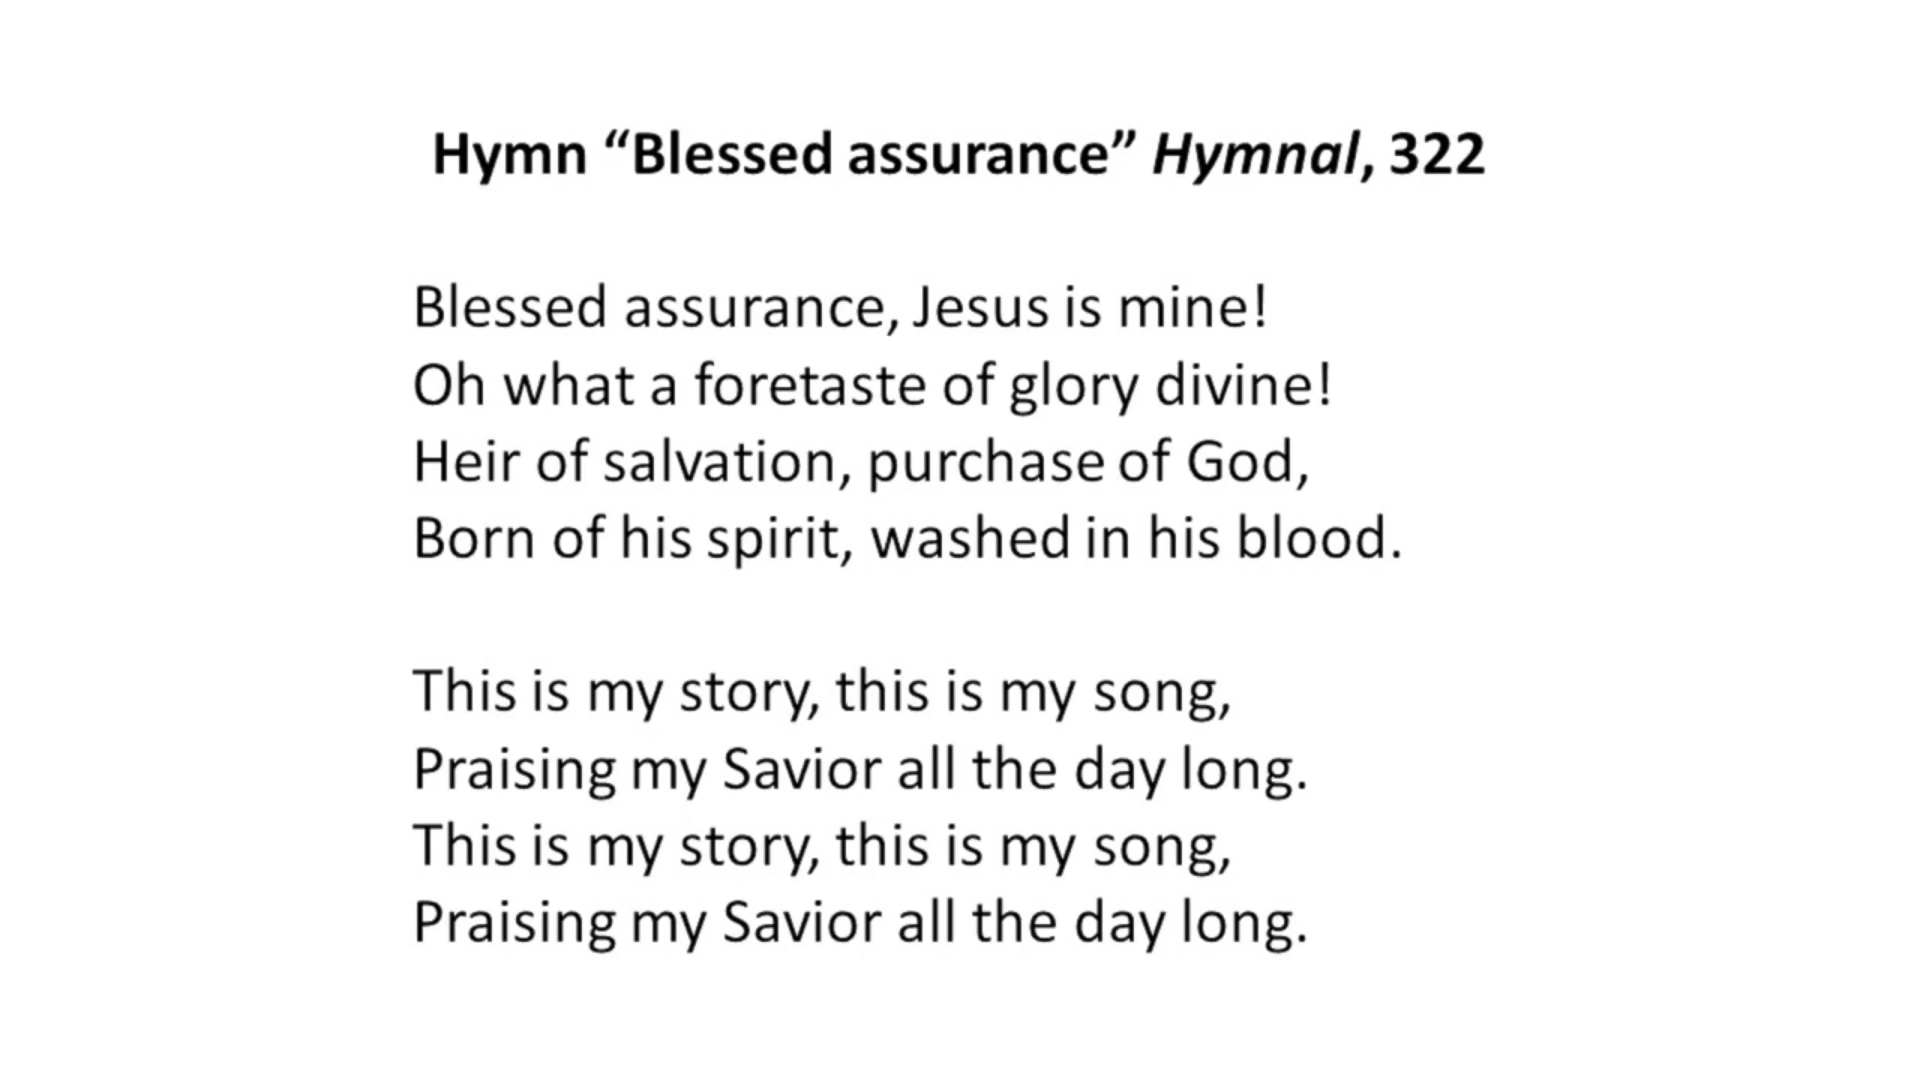 Hymn “Blessed assurance” Hymnal, 322
Blessed assurance, Jesus is mine!
Oh what a foretaste of glory divine!
Heir of salvation, purchase of God,
Born of his spirit, washed in his blood.
This is my story, this is my song,
Praising my Savior all the day long.
This is my story, this is my song,
Praising my Savior all the day long.